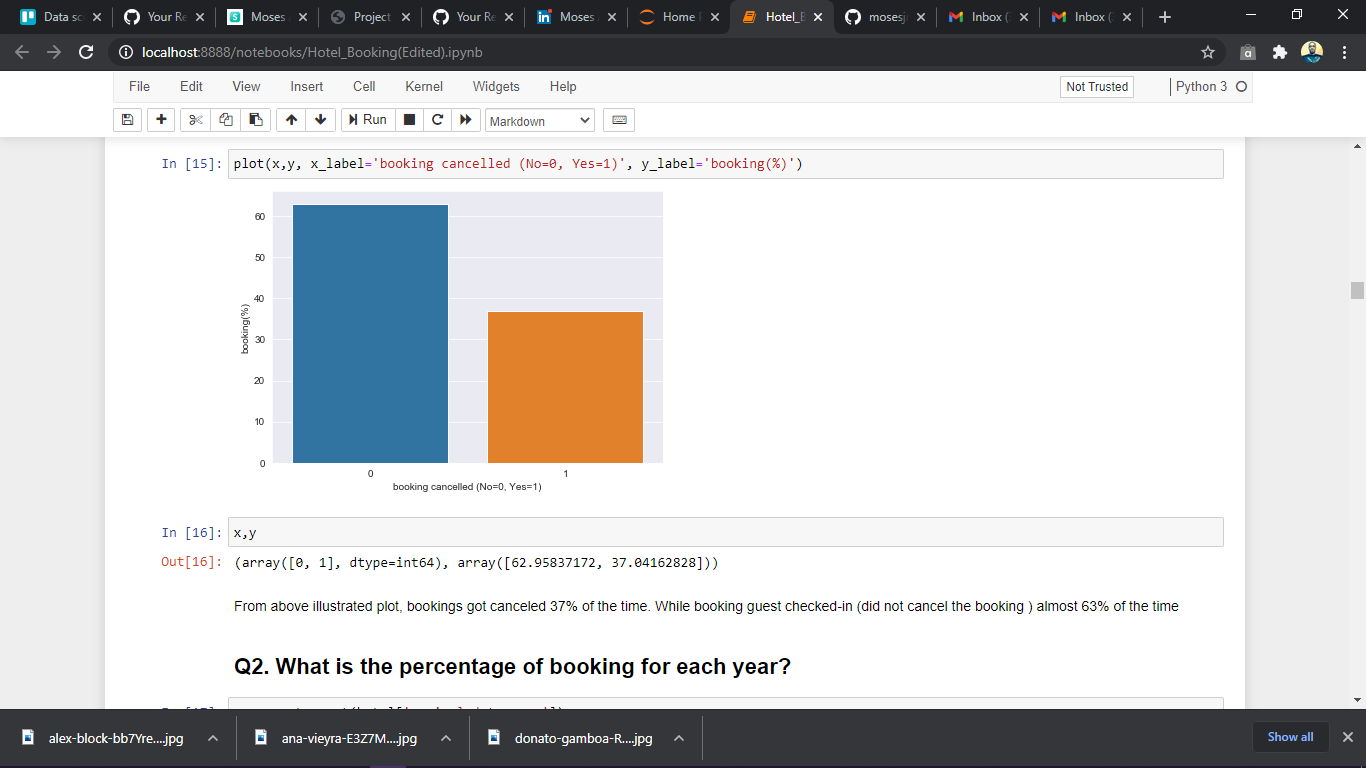 Data sc
Your Re
Moses
Project
Your Re
Moses
Home
Hotel_
moses
Inbox (
Inbox (
localhost:8888/notebooks/Hotel_Booking(Edited).ipynb
File Edit View Insert Cell Kernel Widgets Help
Not Trusted
Python 3
Run
Markdown
In [15]: plot(x,y, x_label='booking cancelled (No=0, Yes=1)', y_label='booking(%)')
60
50
40
30
20
10
0
booking(%)
0 1
booking cancelled (No=0, Yes=1)
In [16]: x,y
Out[16]: (array([0, 1], dtype=int64), array([62.95837172, 37.04162828]))
From above illustrated plot, bookings got canceled 37% of the time. While booking guest checked-in (did not cancel the booking ) almost 63% of the time
Q2. What is the percentage of booking for each year?
alex-block-bb7Yre....jpg
ana-vieyra-E3Z7M....jpg
donato-gamboa-R....jpg
Show all